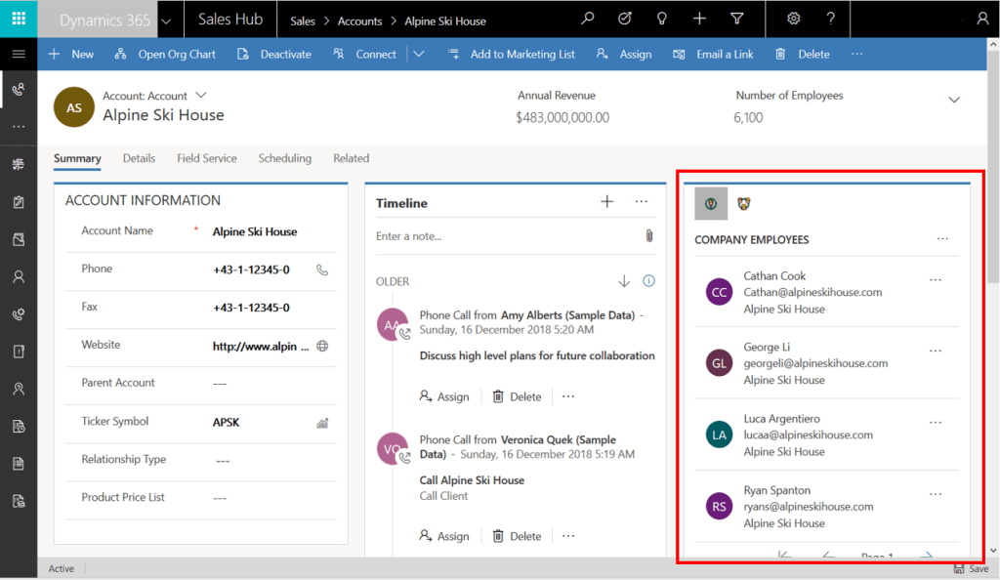 Dynamics 365
Sales Hub
Sales > Accounts > Alpine Ski House
?
New
Open Org Chart
Deactivate
Connect
Add to Marketing List
Assign
Email a Link
Delete
...
AS
Account: Account
Alpine Ski House
Annual Revenue
$483,000,000.00
Number of Employees
6,100
Summary
Details
Field Service
Scheduling
Related
ACCOUNT INFORMATION
Account Name * Alpine Ski House
Phone +43-1-12345-0
Fax +43-1-12345-0
Website http://www.alpin ...
Parent Account ---
Ticker Symbol APSK
Relationship Type ---
Product Price List ---
Timeline
Enter a note...
OLDER
AA
Phone Call from Amy Alberts (Sample Data) -
Sunday, 16 December 2018 5:20 AM
Discuss high level plans for future collaboration
Assign
Delete
...
VQ
Phone Call from Veronica Quek (Sample
Data) - Sunday, 16 December 2018 5:19 AM
Call Alpine Ski House
Call Client
Assign
Delete
...
COMPANY EMPLOYEES
...
CC
Cathan Cook
Cathan@alpineskihouse.com
Alpine Ski House
...
GL
George Li
georgeli@alpineskihouse.com
Alpine Ski House
...
LA
Luca Argentiero
lucaa@alpineskihouse.com
Alpine Ski House
...
RS
Ryan Spanton
ryans@alpineskihouse.com
Alpine Ski House
...
Page 1
Active
Save